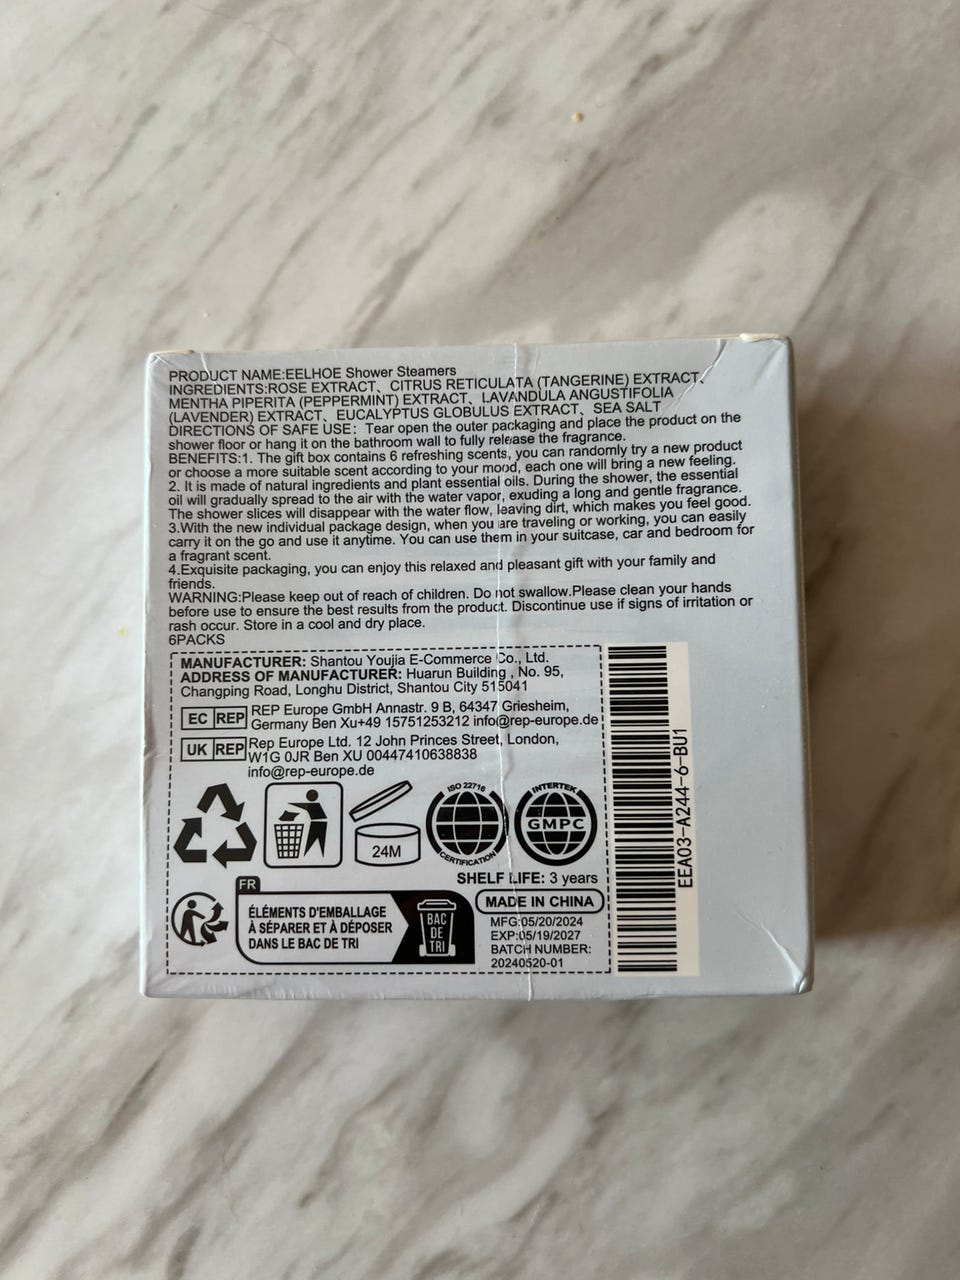 PRODUCT NAME:EELHOE Shower Steamers
INGREDIENTS:ROSE EXTRACT、CITRUS RETICULATA (TANGERINE) EXTRACT、
MENTHA PIPERITA (PEPPERMINT) EXTRACT、LAVANDULA ANGUSTIFOLIA
(LAVENDER) EXTRACT、EUCALYPTUS GLOBULUS EXTRACT、SEA SALT
DIRECTIONS OF SAFE USE：Tear open the outer packaging and place the product on the
shower floor or hang it on the bathroom wall to fully release the fragrance.
BENEFITS:1. The gift box contains 6 refreshing scents, you can randomly try a new product
or choose a more suitable scent according to your mood, each one will bring a new feeling.
2. It is made of natural ingredients and plant essential oils. During the shower, the essential
oil will gradually spread to the air with the water vapor, exuding a long and gentle fragrance.
The shower slices will disappear with the water flow, leaving dirt, which makes you feel good.
3.With the new individual package design, when you are traveling or working, you can easily
carry it on the go and use it anytime. You can use them in your suitcase, car and bedroom for
a fragrant scent.
4.Exquisite packaging, you can enjoy this relaxed and pleasant gift with your family and
friends.
WARNING:Please keep out of reach of children. Do not swallow.Please clean your hands
before use to ensure the best results from the product. Discontinue use if signs of irritation or
rash occur. Store in a cool and dry place.
6PACKS
MANUFACTURER: Shantou Youjia E-Commerce Co., Ltd.
ADDRESS OF MANUFACTURER: Huarun Building , No. 95,
Changping Road, Longhu District, Shantou City 515041
EC REP REP Europe GmbH Annastr. 9 B, 64347 Griesheim,
Germany Ben Xu+49 15751253212 info@rep-europe.de
UK REP Rep Europe Ltd. 12 John Princes Street, London,
W1G 0JR Ben XU 00447410638838
info@rep-europe.de
24M
ISO 22716
CERTIFICATION
INTERTEK
GMPC
SHELF LIFE: 3 years
FR
ÉLÉMENTS D'EMBALLAGE
À SÉPARER ET À DÉPOSER
DANS LE BAC DE TRI
BAC
DE
TRI
MADE IN CHINA
MFG:05/20/2024
EXP:05/19/2027
BATCH NUMBER:
20240520-01
EEA03-A244-6-BU1